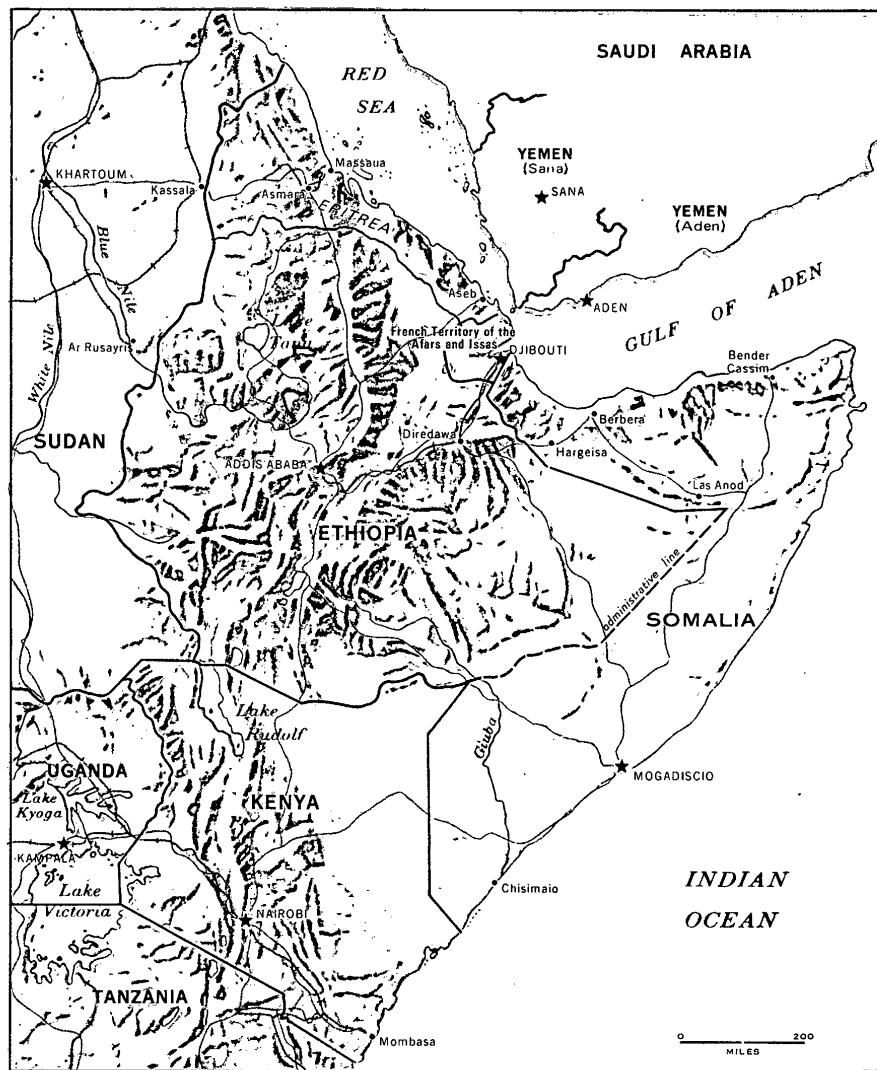 SAUDI ARABIA
RED
SEA
Massaua
YEMEN
(Sana)
KHARTOUM
Kassala
Asmara
SANA
ERITREA
YEMEN
(Aden)
Blue
Nile
Aseb
ADEN
GULF OF ADEN
French Territory of the
Afars and Issas
White Nile
Ar Rusayris
DJIBOUTI
Bender
Cassim
Berbera
SUDAN
Diredawa
Hargeisa
ADDIS ABABA
Las Anod
ETHIOPIA
administrative line
SOMALIA
Lake
Rudolf
Giuba
UGANDA
MOGADISCIO
Lake
Kyoga
KENYA
KAMPALA
Chisimaio
INDIAN
OCEAN
Lake
Victoria
NAIROBI
TANZANIA
Mombasa
0 200
MILES